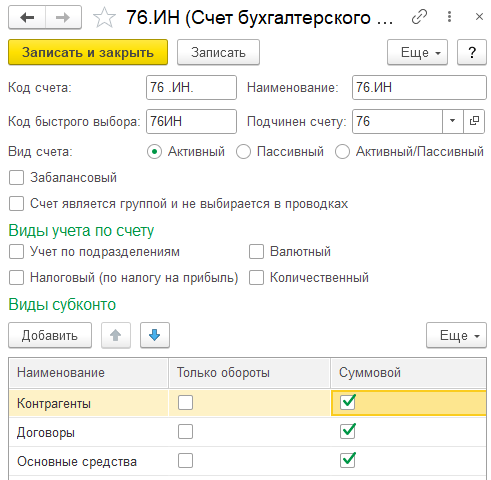 76.ИН (Счет бухгалтерского ...
Записать и закрыть Записать Еще ?
Код счета: 76 .ИН. Наименование: 76.ИН
Код быстрого выбора: 76ИН Подчинен счету: 76
Вид счета: Активный Пассивный Активный/Пассивный
Забалансовый
Счет является группой и не выбирается в проводках
Виды учета по счету
Учет по подразделениям Валютный
Налоговый (по налогу на прибыль) Количественный
Виды субконто
Добавить Еще
Наименование Только обороты Суммовой
Контрагенты
Договоры
Основные средства